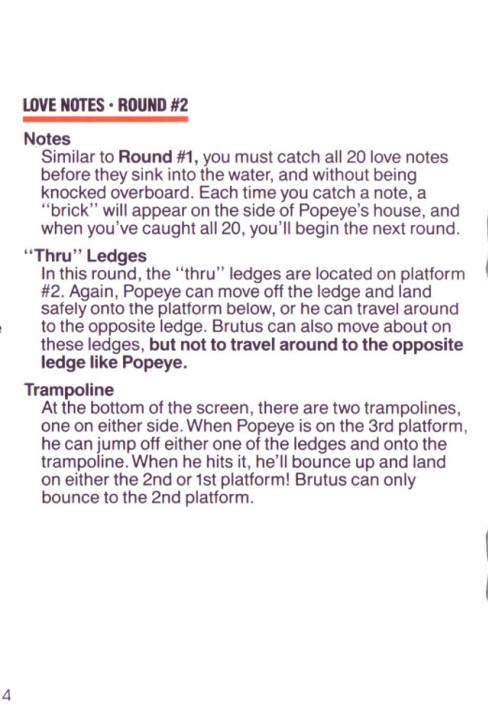 LOVE NOTES • ROUND #2
Notes
Similar to Round #1, you must catch all 20 love notes
before they sink into the water, and without being
knocked overboard. Each time you catch a note, a
"brick" will appear on the side of Popeye's house, and
when you've caught all 20, you'll begin the next round.
"Thru" Ledges
In this round, the "thru" ledges are located on platform
#2. Again, Popeye can move off the ledge and land
safely onto the platform below, or he can travel around
to the opposite ledge. Brutus can also move about on
these ledges, but not to travel around to the opposite
ledge like Popeye.
Trampoline
At the bottom of the screen, there are two trampolines,
one on either side. When Popeye is on the 3rd platform,
he can jump off either one of the ledges and onto the
trampoline. When he hits it, he'll bounce up and land
on either the 2nd or 1st platform! Brutus can only
bounce to the 2nd platform.
4